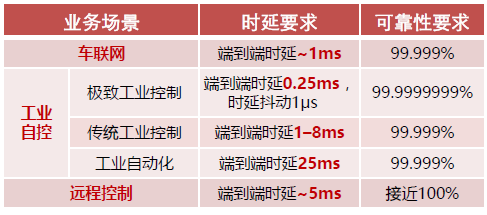 业务场景 时延要求 可靠性要求
车联网 端到端时延~1ms 99.999%
工业自控
极致工业控制 端到端时延0.25ms，时延抖动1μs 99.9999999%
传统工业控制 端到端时延1–8ms 99.999%
工业自动化 端到端时延25ms 99.999%
远程控制 端到端时延~5ms 接近100%